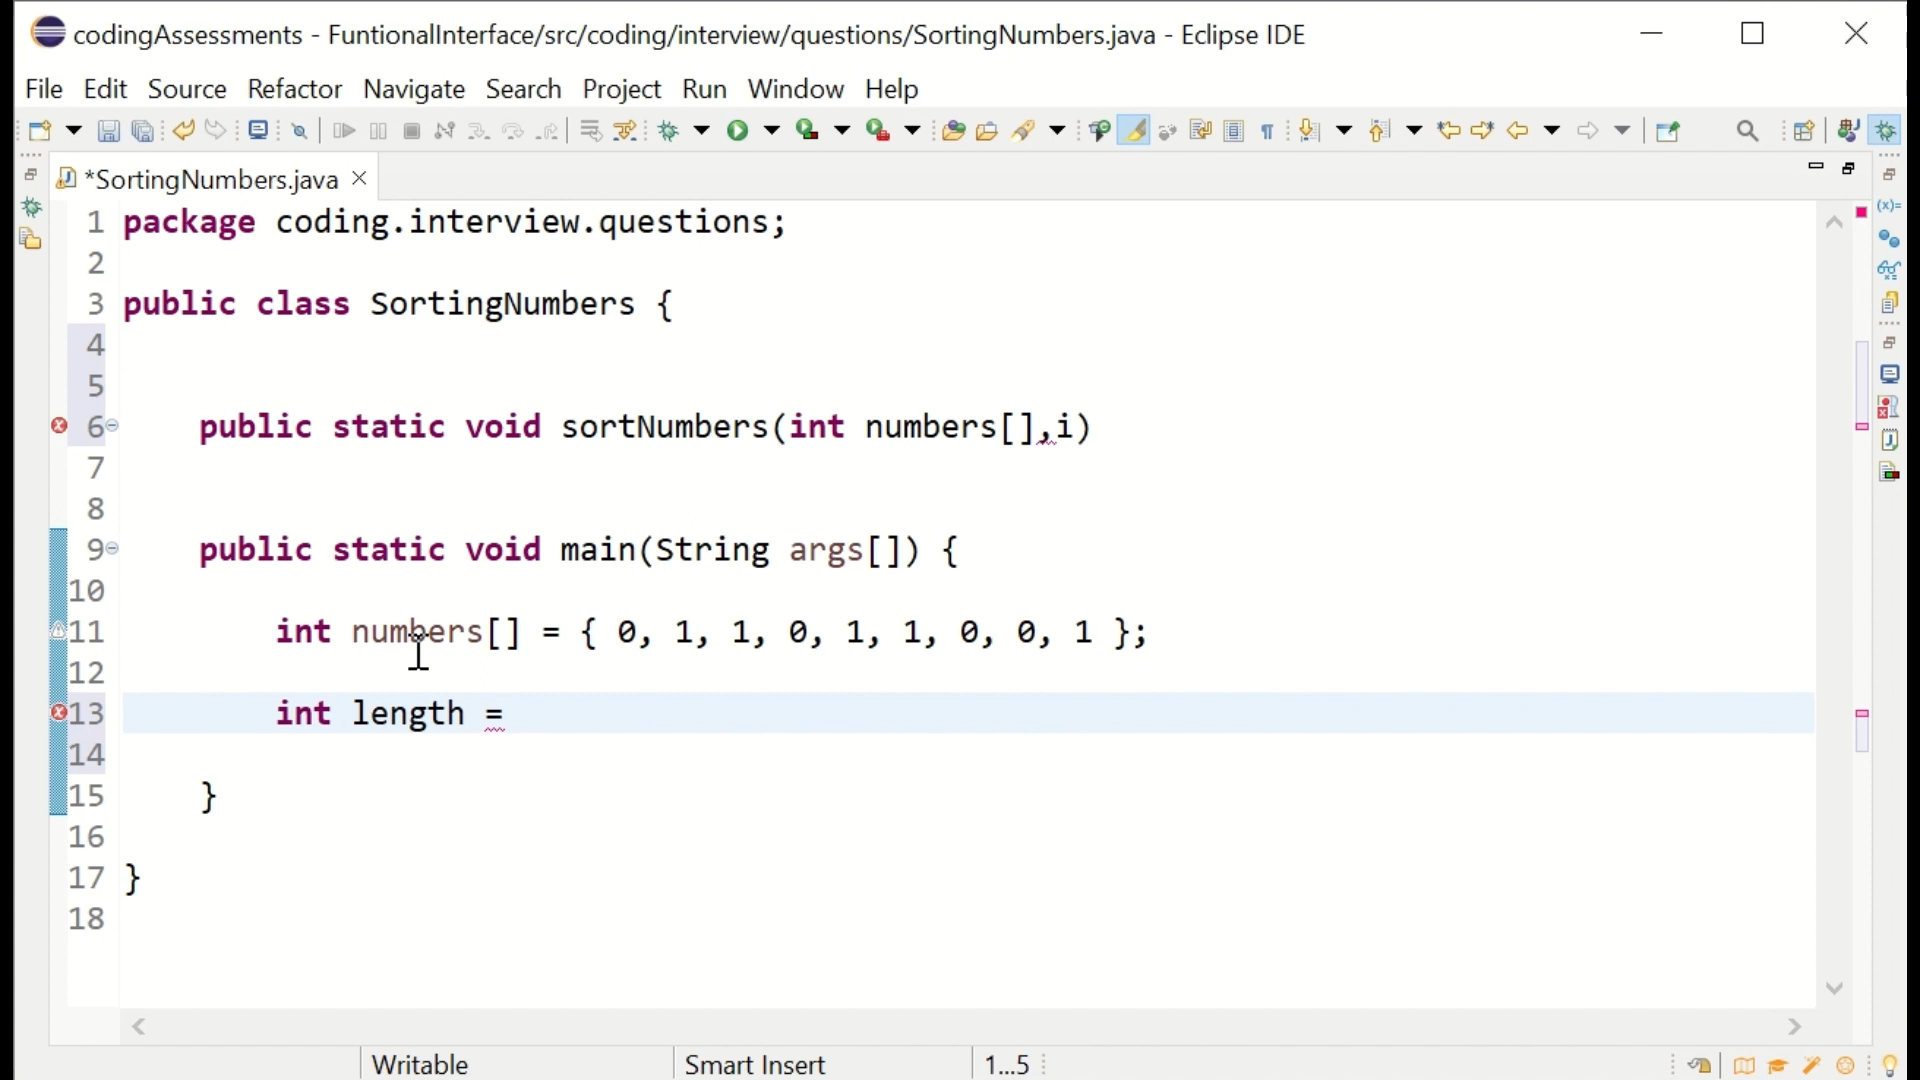 codingAssessments - FuntionalInterface/src/coding/interview/questions/SortingNumbers.java - Eclipse IDE
File Edit Source Refactor Navigate Search Project Run Window Help
*SortingNumbers.java
1 package coding.interview.questions;
2
3 public class SortingNumbers {
4
5
6 public static void sortNumbers(int numbers[],i)
7
8
9 public static void main(String args[]) {
10
11 int numbers[] = { 0, 1, 1, 0, 1, 1, 0, 0, 1 };
12
13 int length =
14
15 }
16
17 }
18
Writable Smart Insert 1...5